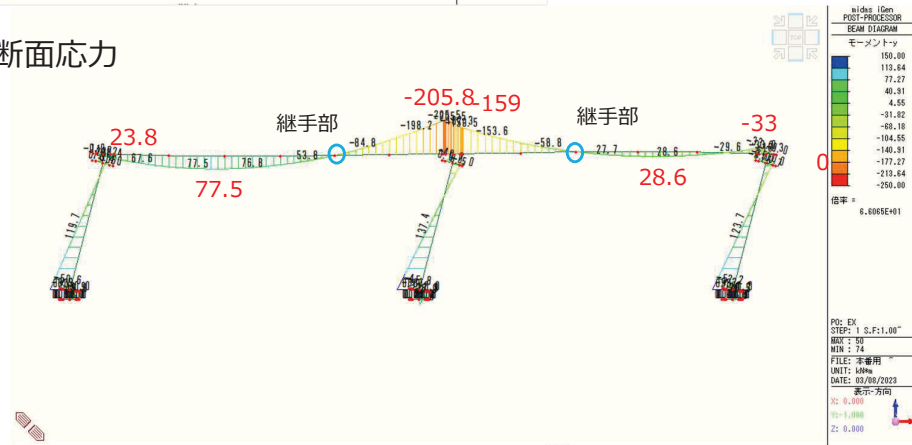 断面応力
TOP
midas iGen
POST-PROCESSOR
BEAM DIAGRAM
モーメント-y
150.00
113.64
77.27
40.91
4.55
-31.82
-68.18
-104.55
-140.91
-177.27
-213.64
-250.00
倍率 =
6.6065E+01
-205.8
-159
継手部
継手部
23.8
-33
-198.2
-153.6
-84.8
-58.8
67.6
77.5
76.8
53.8
27.7
28.6
-29.6
0
77.5
28.6
119.7
137.4
123.7
PO: EX
STEP: 1 S.F:1.00
MAX : 50
MIN : 74
FILE: 本番用
UNIT: kN*m
DATE: 03/08/2023
表示-方向
X: 0.000
Y:-1.000
Z: 0.000